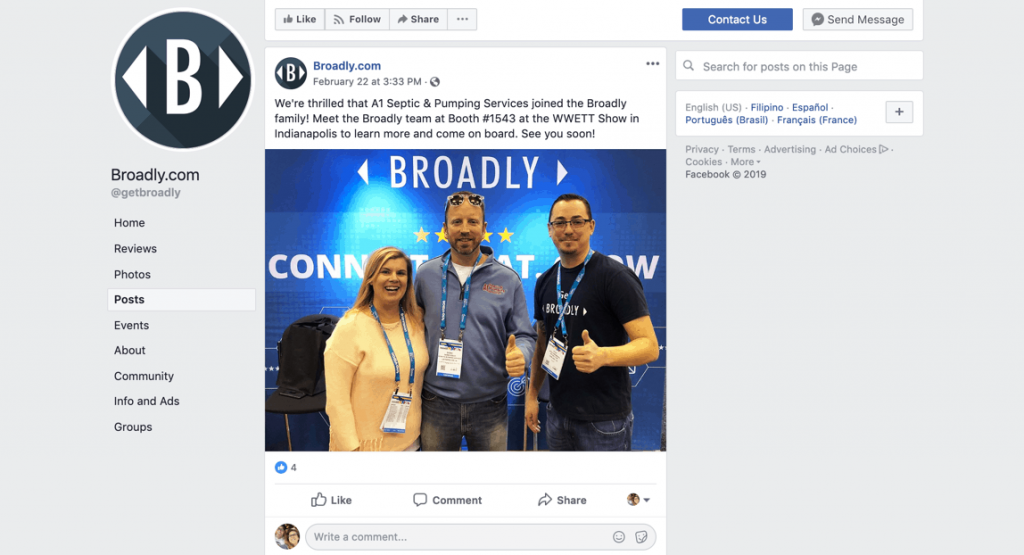 B
Broadly.com
@getbroadly
Home
Reviews
Photos
Posts
Events
About
Community
Info and Ads
Groups
Like
Follow
Share
Contact Us
Send Message
B
Broadly.com
February 22 at 3:33 PM ·
We're thrilled that A1 Septic & Pumping Services joined the Broadly
family! Meet the Broadly team at Booth #1543 at the WWETT Show in
Indianapolis to learn more and come on board. See you soon!
BROADLY
BROADLY
4
Like
Comment
Share
Write a comment...
Search for posts on this Page
English (US) · Filipino · Español ·
Português (Brasil) · Français (France)
+
Privacy · Terms · Advertising · Ad Choices ·
Cookies · More
Facebook © 2019